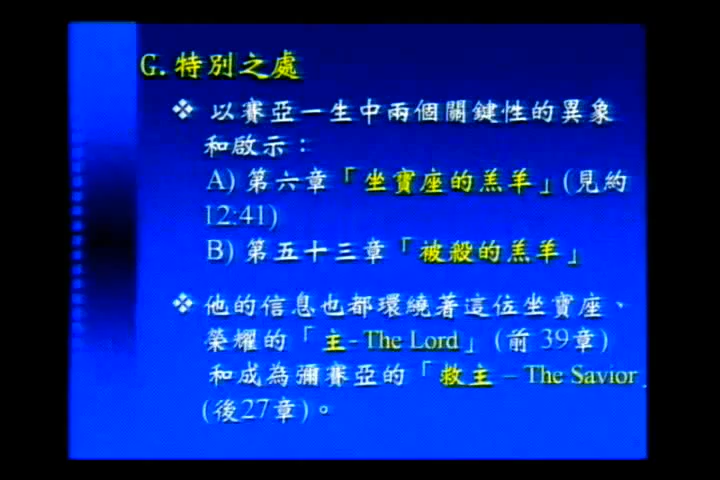 G. 特別之處
❖ 以賽亞一生中兩個關鍵性的異象
和啟示：
A) 第六章「坐寶座的羔羊」(見約
12:41)
B) 第五十三章「被殺的羔羊」
❖ 他的信息也都環繞著這位坐寶座、
榮耀的「主-The Lord」(前 39章)
和成為彌賽亞的「救主 – The Savior
(後27章)。